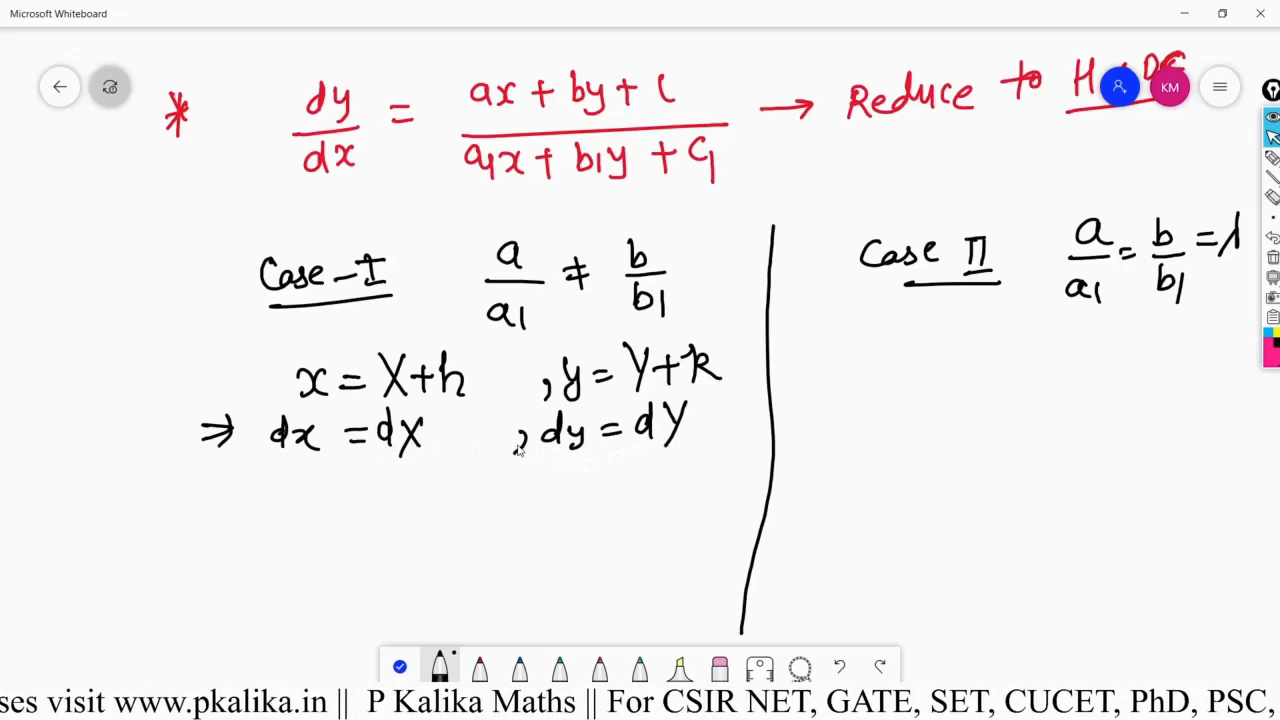 Microsoft Whiteboard
* dy/dx = (ax + by + c)/(a1x + b1y + c1) → Reduce to H
KM
Case - I a/a1 ≠ b/b1
x = X+h , y = Y+k
⇒ dx = dX , dy = dY
Case II a/a1 = b/b1 = λ
ses visit www.pkalika.in || P Kalika Maths || For CSIR NET, GATE, SET, CUCET, PhD, PSC,